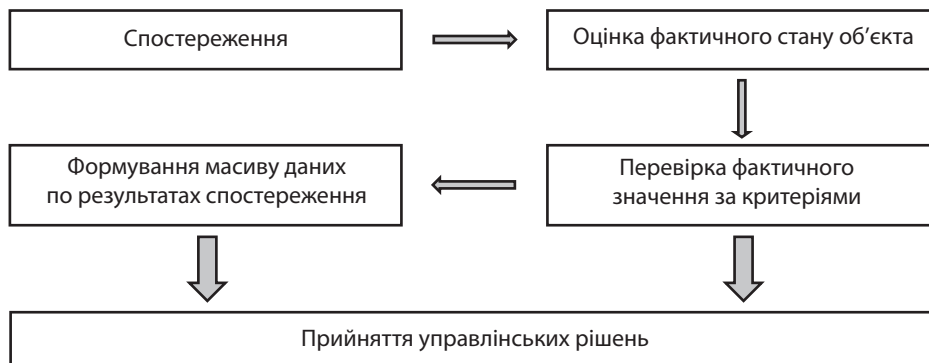 Спостереження
Оцінка фактичного стану об’єкта
Формування масиву даних
по результатах спостереження
Перевірка фактичного
значення за критеріями
Прийняття управлінських рішень